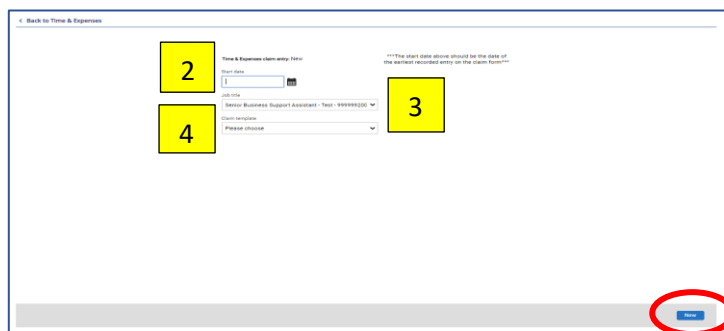 < Back to Time & Expenses
Time & Expenses claim entry: New
***The start date above should be the date of
the earliest recorded entry on the claim form***
2
Start date
Job title
Senior Business Support Assistant - Test - 999999200
3
4
Claim template
Please choose
New